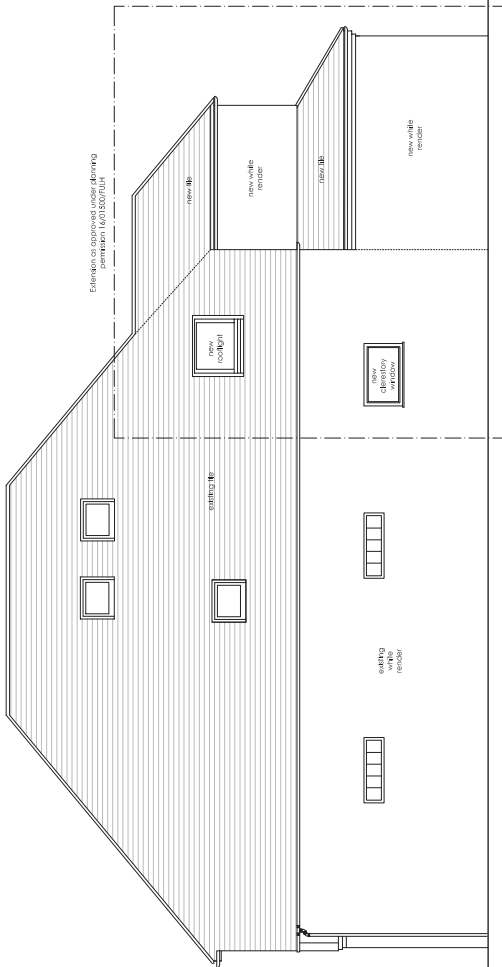 Extension as approved under planning
permission 16/01500/FULH
new tile
new white
render
new tile
new white
render
new
rooflight
new
clerestory
window
existing tile
existing
white
render